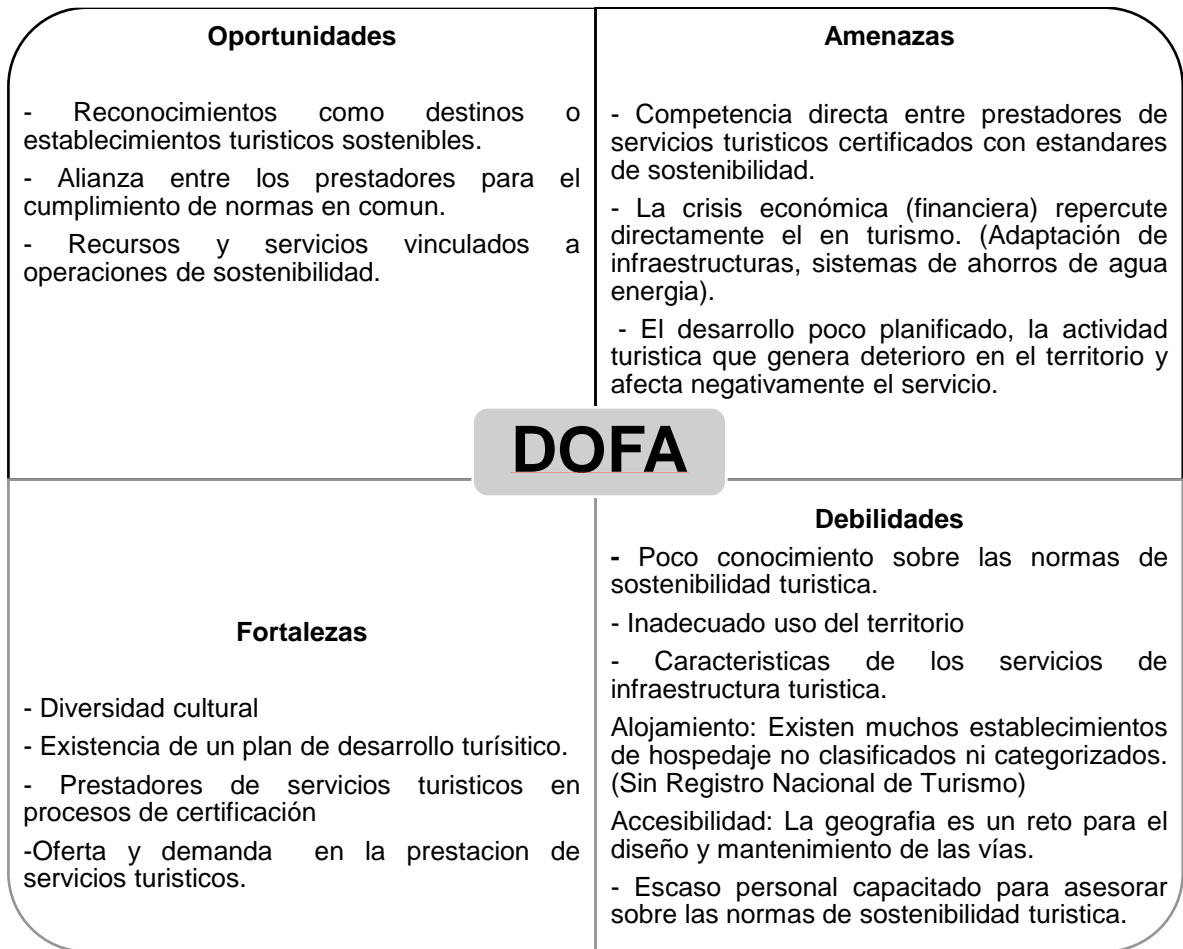 Oportunidades
- Reconocimientos como destinos o
establecimientos turisticos sostenibles.
- Alianza entre los prestadores para el
cumplimiento de normas en comun.
- Recursos y servicios vinculados a
operaciones de sostenibilidad.
Amenazas
- Competencia directa entre prestadores de
servicios turisticos certificados con estandares
de sostenibilidad.
- La crisis económica (financiera) repercute
directamente el en turismo. (Adaptación de
infraestructuras, sistemas de ahorros de agua
energia).
- El desarrollo poco planificado, la actividad
turistica que genera deterioro en el territorio y
afecta negativamente el servicio.
DOFA
Fortalezas
- Diversidad cultural
- Existencia de un plan de desarrollo turísitico.
- Prestadores de servicios turisticos en
procesos de certificación
-Oferta y demanda en la prestacion de
servicios turisticos.
Debilidades
- Poco conocimiento sobre las normas de
sostenibilidad turistica.
- Inadecuado uso del territorio
- Caracteristicas de los servicios de
infraestructura turistica.
Alojamiento: Existen muchos establecimientos
de hospedaje no clasificados ni categorizados.
(Sin Registro Nacional de Turismo)
Accesibilidad: La geografia es un reto para el
diseño y mantenimiento de las vías.
- Escaso personal capacitado para asesorar
sobre las normas de sostenibilidad turistica.